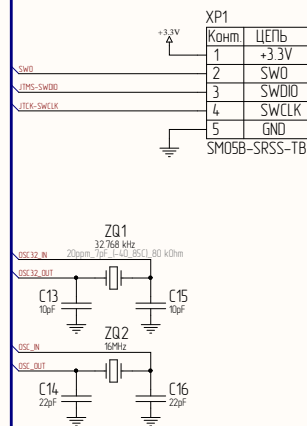 XP1
+3.3V
Конт. ЦЕПЬ
1 +3.3V
SWO 2 SWO
JTMS-SWDIO 3 SWDIO
JTCK-SWCLK 4 SWCLK
5 GND
SM05B-SRSS-TB
ZQ1
32.768 kHz
OSC32_IN 20ppm_7pF_(-40_85C)_80 kOhm
OSC32_OUT
C13 C15
10pF 10pF
ZQ2
OSC_IN 16MHz
OSC_OUT
C14 C16
22pF 22pF